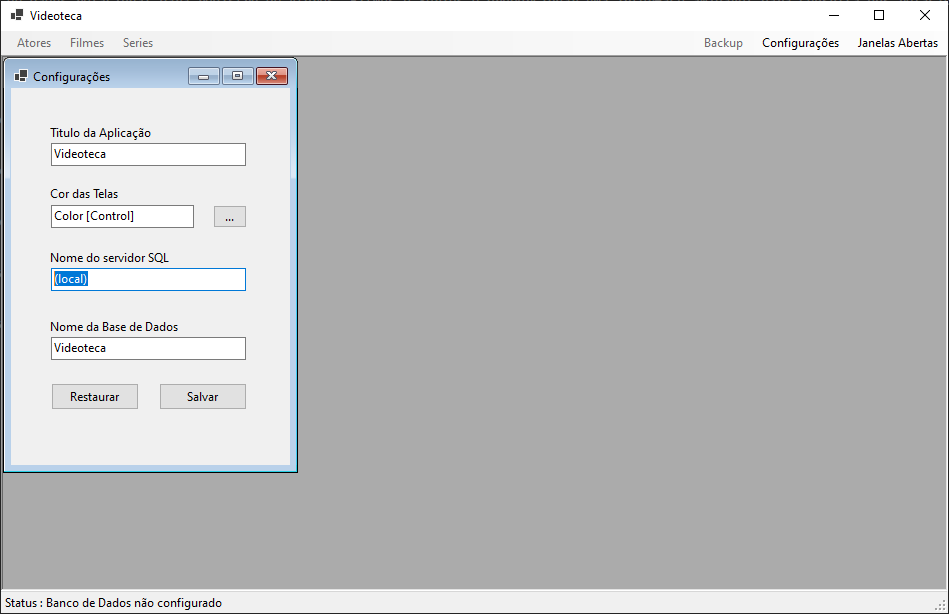 Videoteca
Atores Filmes Series Backup Configurações Janelas Abertas
Configurações
Titulo da Aplicação
Videoteca
Cor das Telas
Color [Control]
...
Nome do servidor SQL
(local)
Nome da Base de Dados
Videoteca
Restaurar Salvar
Status : Banco de Dados não configurado